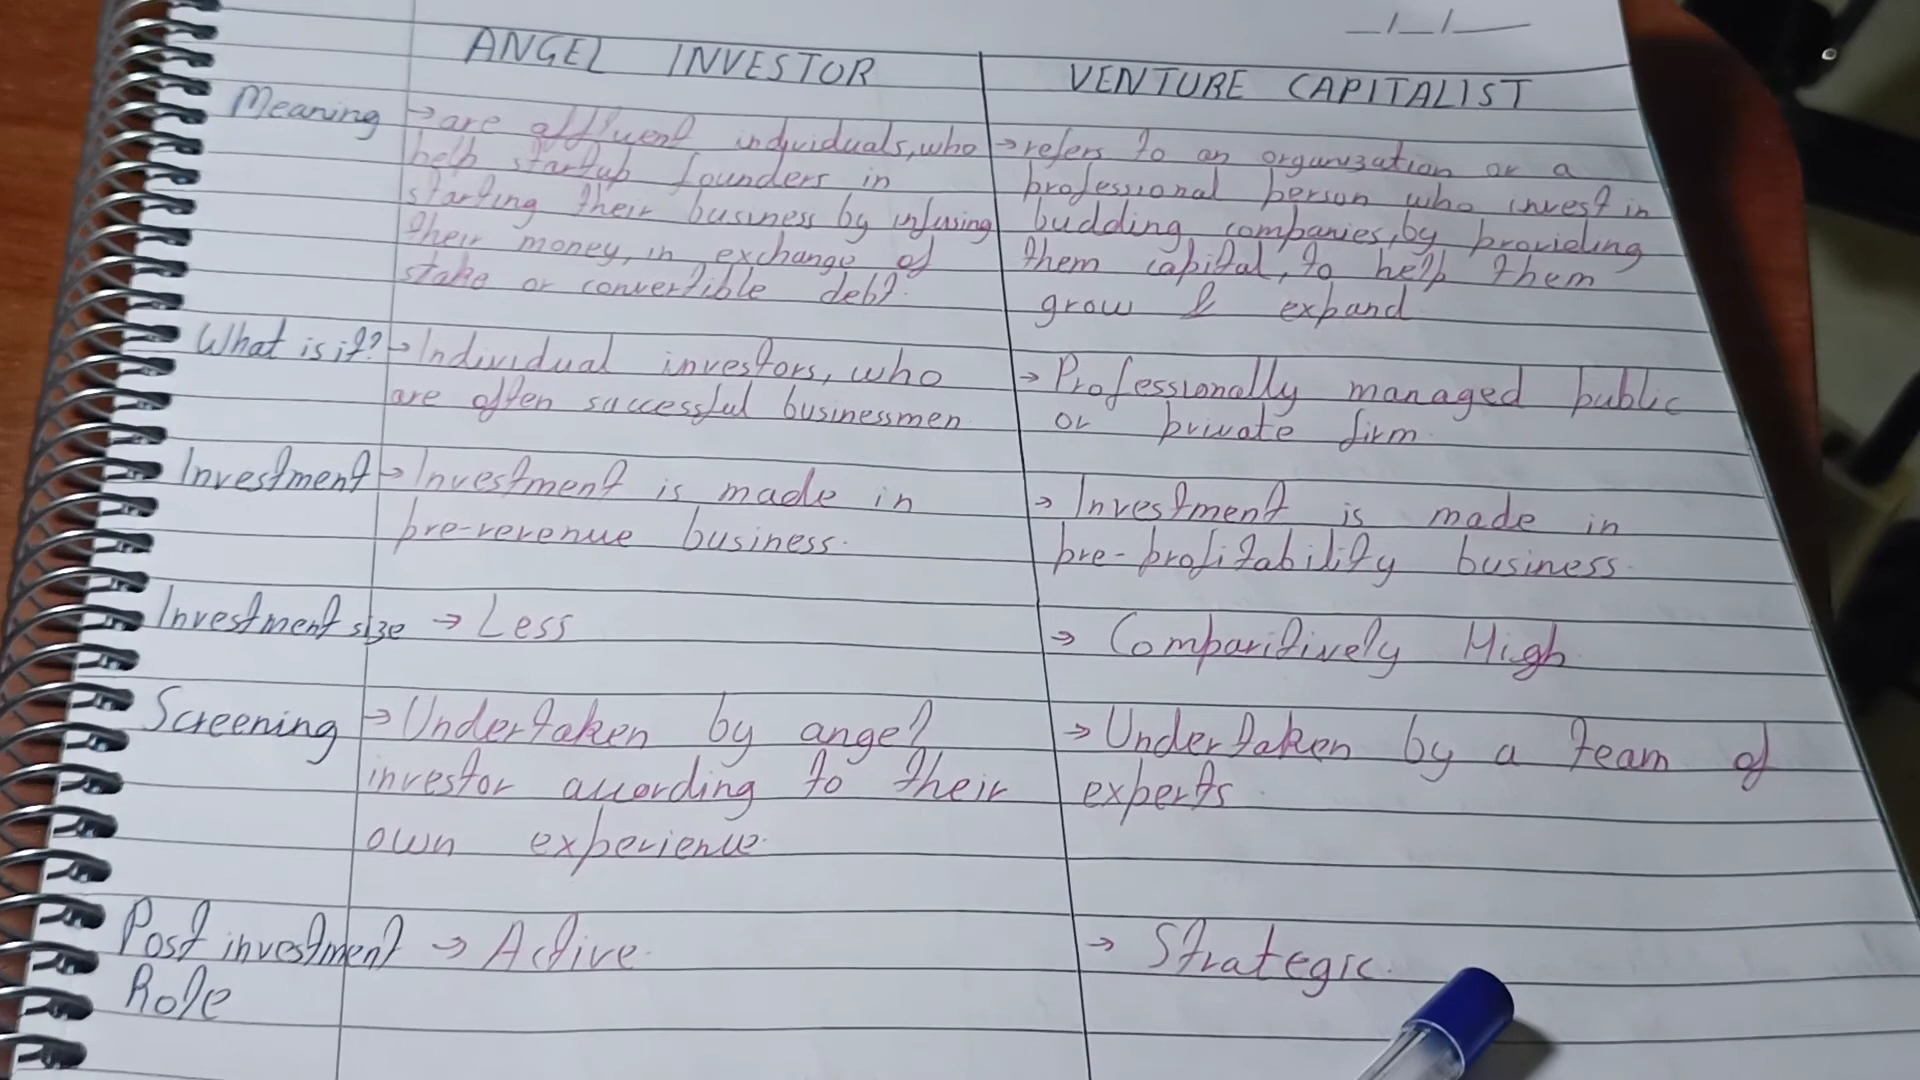 ANGEL INVESTOR
VENTURE CAPITALIST
Meaning
→ are affluent individuals, who
help startup founders in
starting their business by infusing
their money, in exchange of
stake or convertible debt.
→ refers to an organization or a
professional person who invest in
budding companies, by providing
them capital, to help them
grow & expand
What is it?
→ Individual investors, who
are often successful businessmen.
→ Professionally managed public
or private firm.
Investment
→ Investment is made in
pre-revenue business.
→ Investment is made in
pre-profitability business.
Investment size
→ Less
→ Comparitively High
Screening
→ Undertaken by angel
investor according to their
own experience.
→ Undertaken by a team of
experts.
Post investment
Role
→ Active.
→ Strategic.